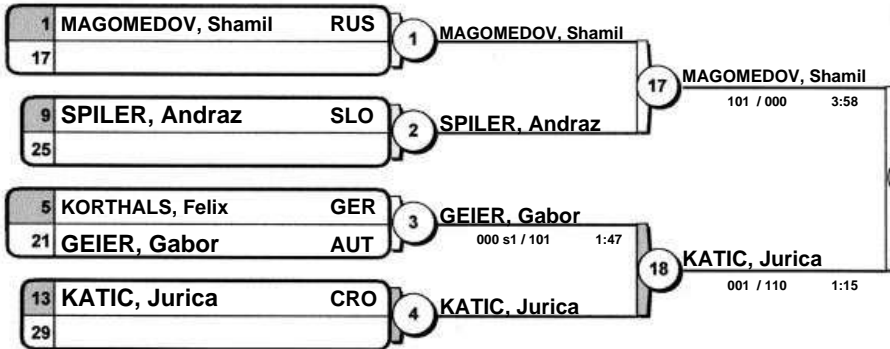 1 MAGOMEDOV, Shamil RUS
17
1 MAGOMEDOV, Shamil
9 SPILER, Andraz SLO
25
2 SPILER, Andraz
17 MAGOMEDOV, Shamil
101 / 000 3:58
5 KORTHALS, Felix GER
21 GEIER, Gabor AUT
3 GEIER, Gabor
000 s1 / 101 1:47
13 KATIC, Jurica CRO
29
4 KATIC, Jurica
18 KATIC, Jurica
001 / 110 1:15